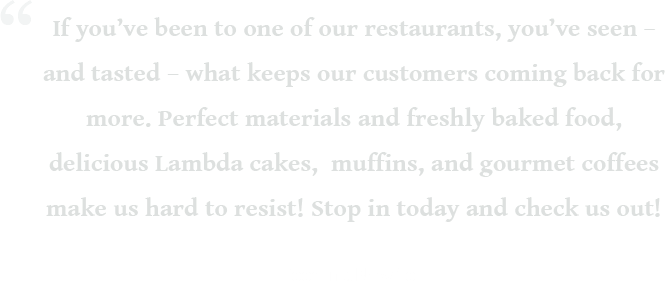 “ If you’ve been to one of our restaurants, you’ve seen –
and tasted – what keeps our customers coming back for
more. Perfect materials and freshly baked food,
delicious Lambda cakes,  muffins, and gourmet coffees
make us hard to resist! Stop in today and check us out!